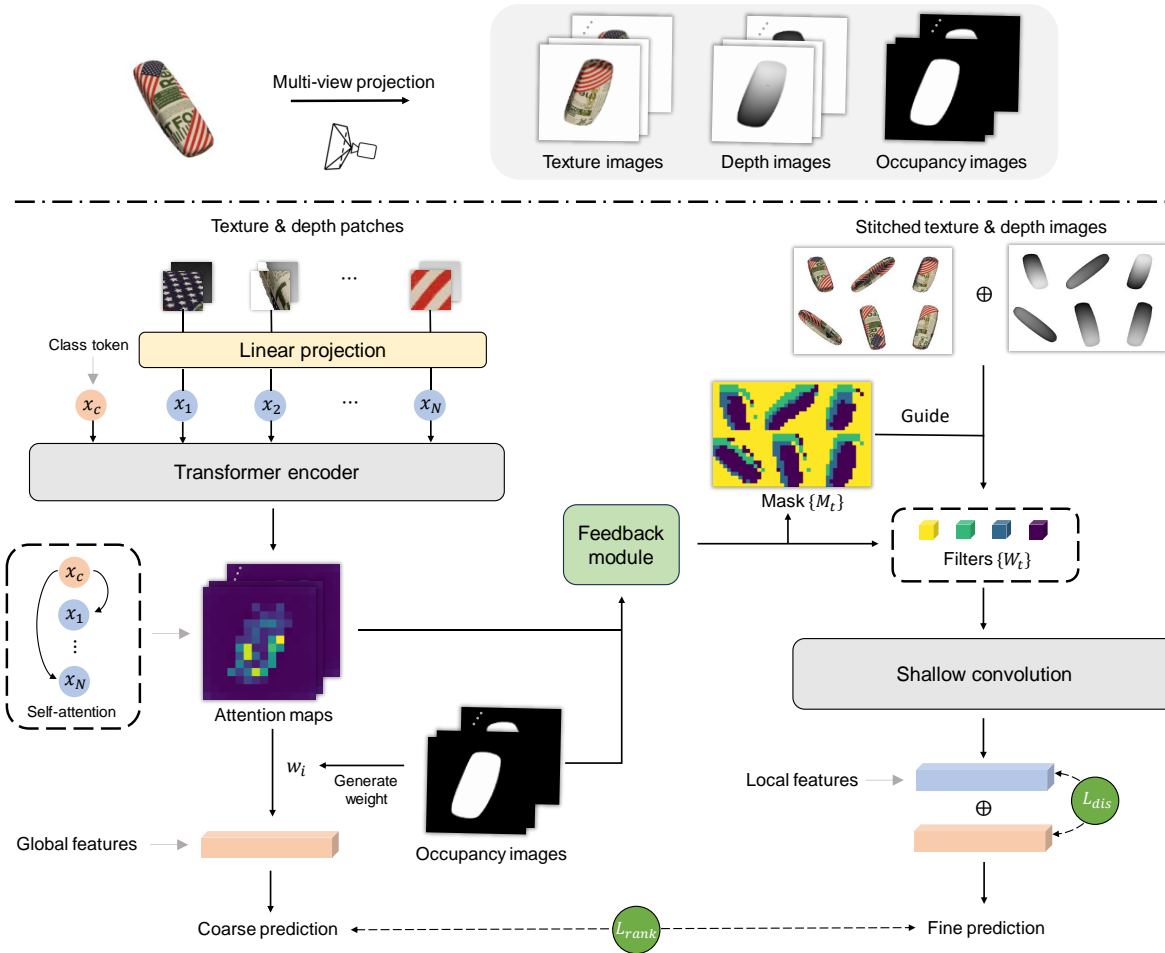 Multi-view projection
Texture images
Depth images
Occupancy images
Texture & depth patches
Stitched texture & depth images
...
⊕
Linear projection
Class token
x_c
x_1
x_2
...
x_N
Transformer encoder
Guide
Mask {M_t}
Feedback
module
Filters {W_t}
x_c
x_1
⋮
x_N
Self-attention
Attention maps
Shallow convolution
w_i
Generate
weight
Occupancy images
Local features
⊕
L_dis
Global features
Coarse prediction
L_rank
Fine prediction